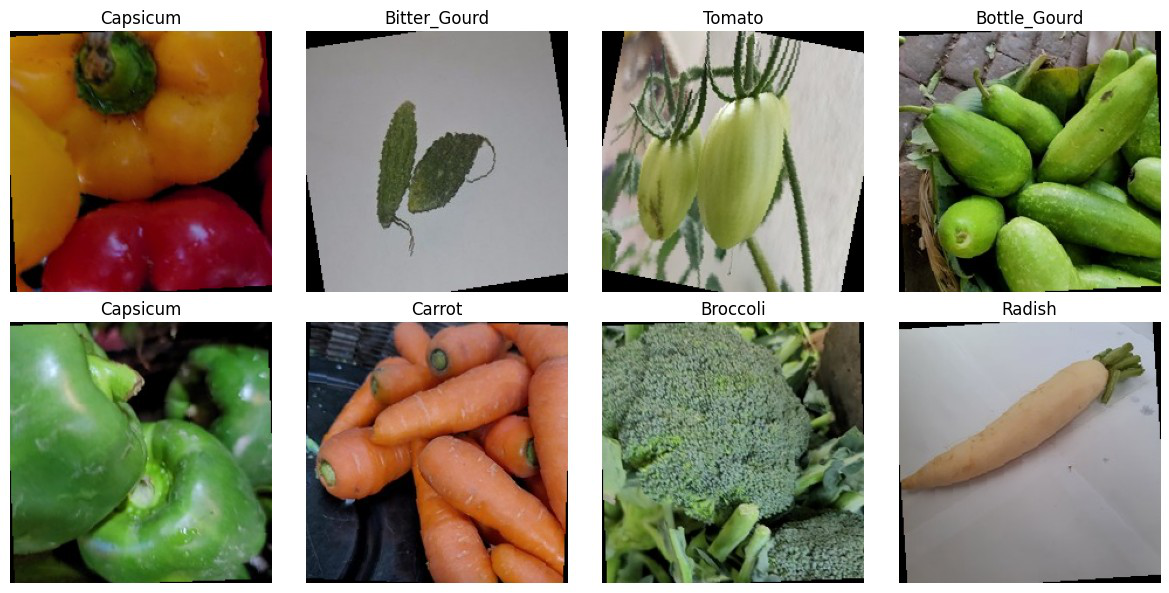 Capsicum
Bitter_Gourd
Tomato
Bottle_Gourd
Capsicum
Carrot
Broccoli
Radish